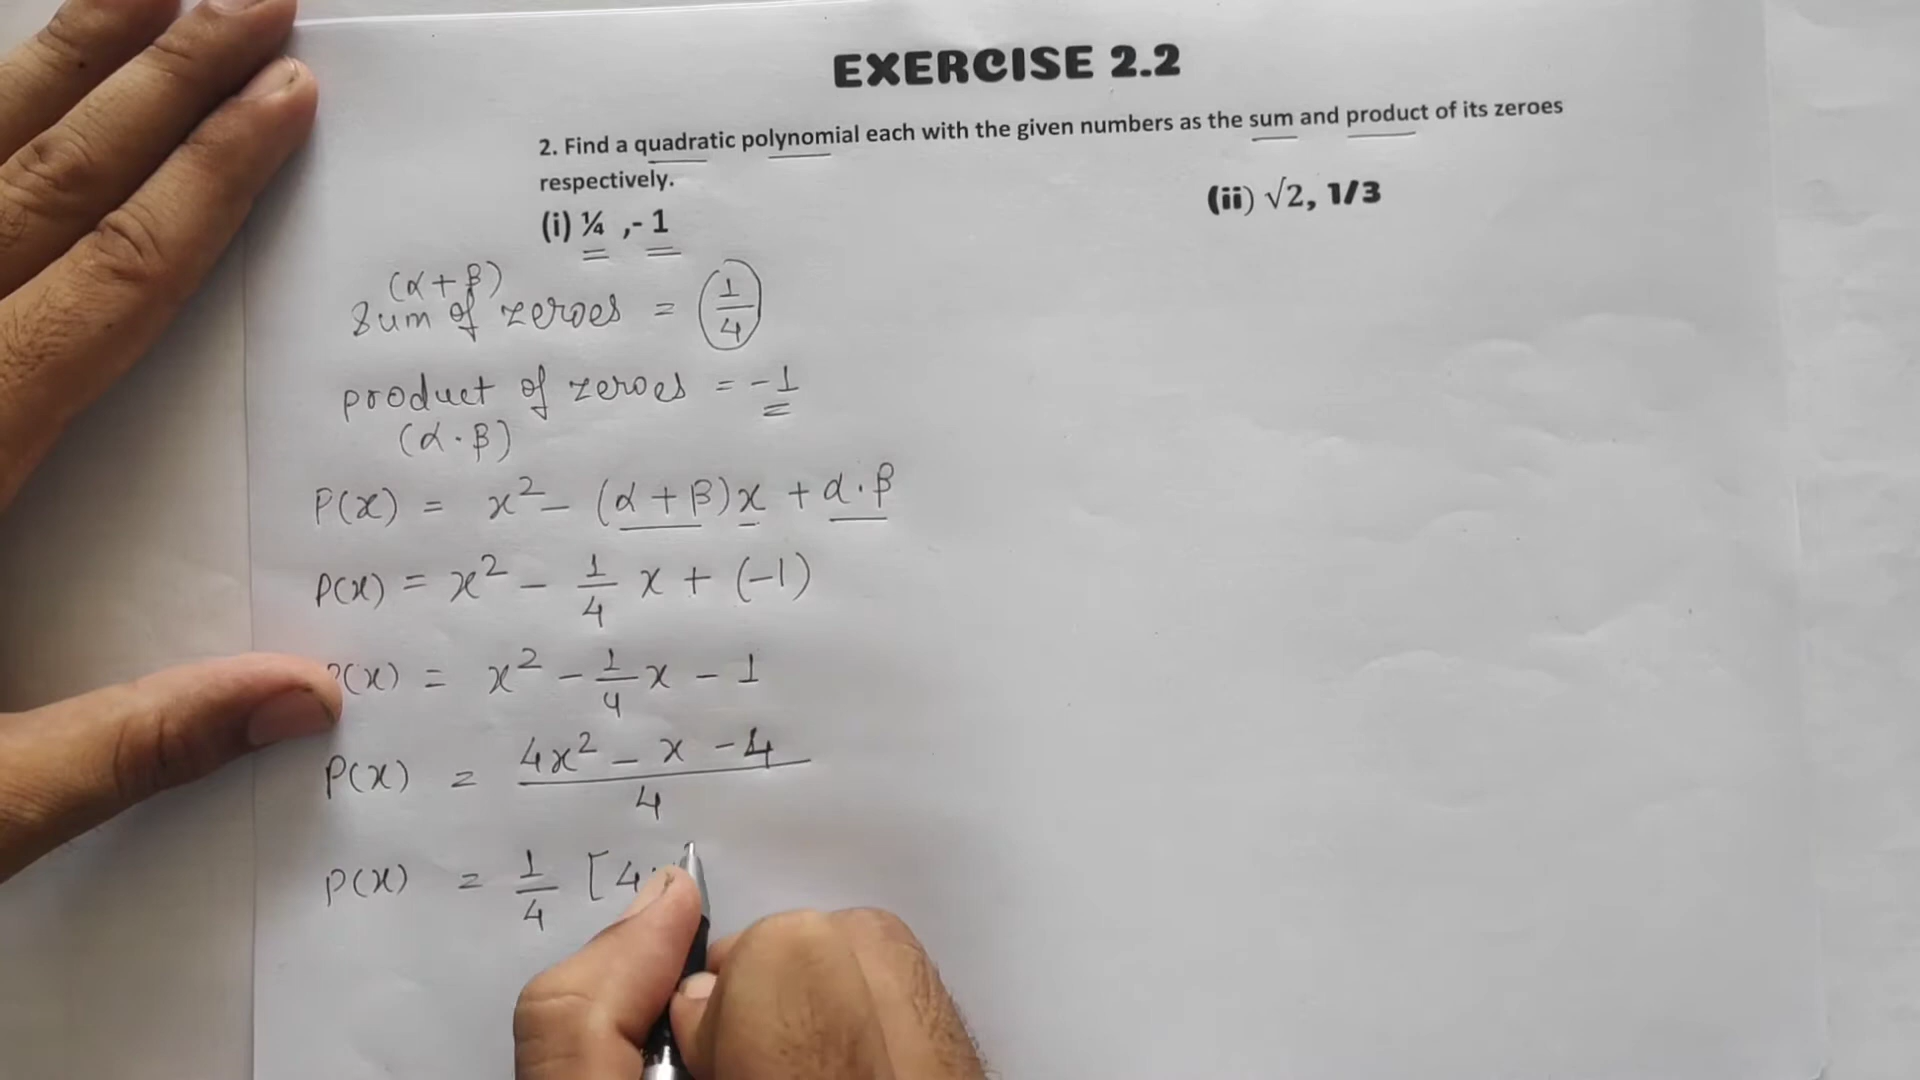 EXERCISE 2.2
2. Find a quadratic polynomial each with the given numbers as the sum and product of its zeroes
respectively.
(i) ¼ ,- 1
(ii) √2, 1/3
(α+β)
Sum of zeroes = 1/4
product of zeroes = -1
(α·β)
P(x) = x² - (α+β)x + α·β
P(x) = x² - 1/4 x + (-1)
P(x) = x² - 1/4 x - 1
P(x) = 4x² - x - 4 / 4
P(x) = 1/4 [4